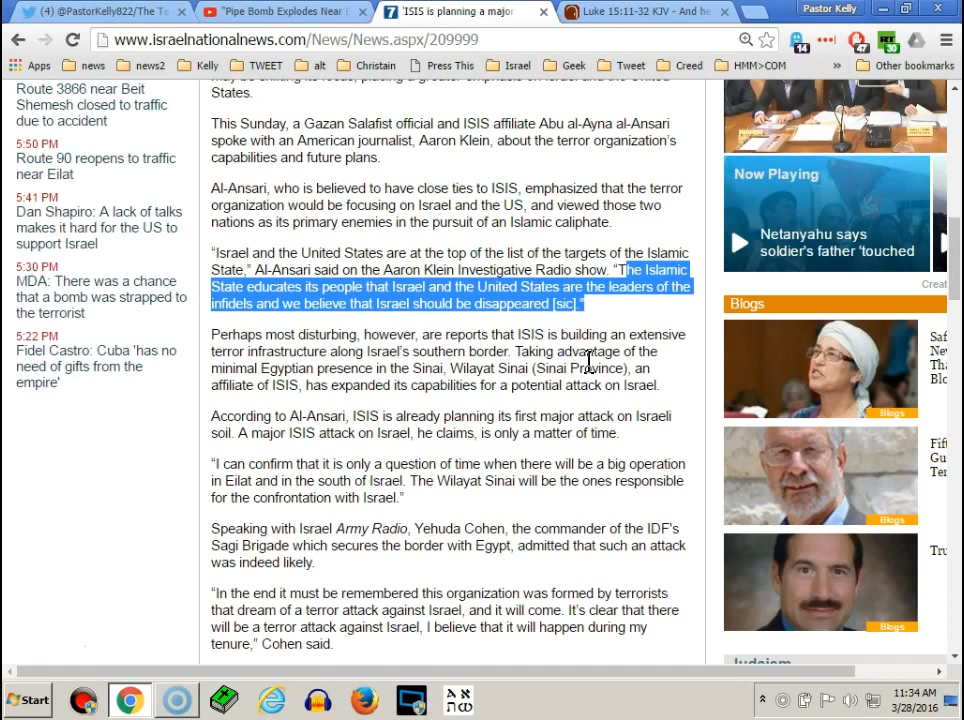 (4) @PastorKelly822/The Te
"Pipe Bomb Explodes Near D
'ISIS is planning a major
Luke 15:11-32 KJV - And he
Pastor Kelly
www.israelnationalnews.com/News/News.aspx/209999
14
47
30
Apps
news
news2
Kelly
TWEET
alt
Christain
Press This
Israel
Geek
Tweet
Creed
HMM>COM
»
Other bookmarks
Route 3866 near Beit
Shemesh closed to traffic
due to accident
5:50 PM
Route 90 reopens to traffic
near Eilat
5:41 PM
Dan Shapiro: A lack of talks
makes it hard for the US to
support Israel
5:30 PM
MDA: There was a chance
that a bomb was strapped to
the terrorist
5:22 PM
Fidel Castro: Cuba 'has no
need of gifts from the
empire'
States.
This Sunday, a Gazan Salafist official and ISIS affiliate Abu al-Ayna al-Ansari
spoke with an American journalist, Aaron Klein, about the terror organization's
capabilities and future plans.
Al-Ansari, who is believed to have close ties to ISIS, emphasized that the terror
organization would be focusing on Israel and the US, and viewed those two
nations as its primary enemies in the pursuit of an Islamic caliphate.
“Israel and the United States are at the top of the list of the targets of the Islamic
State,” Al-Ansari said on the Aaron Klein Investigative Radio show. “The Islamic
State educates its people that Israel and the United States are the leaders of the
infidels and we believe that Israel should be disappeared [sic].”
Perhaps most disturbing, however, are reports that ISIS is building an extensive
terror infrastructure along Israel's southern border. Taking advantage of the
minimal Egyptian presence in the Sinai, Wilayat Sinai (Sinai Province), an
affiliate of ISIS, has expanded its capabilities for a potential attack on Israel.
According to Al-Ansari, ISIS is already planning its first major attack on Israeli
soil. A major ISIS attack on Israel, he claims, is only a matter of time.
“I can confirm that it is only a question of time when there will be a big operation
in Eilat and in the south of Israel. The Wilayat Sinai will be the ones responsible
for the confrontation with Israel.”
Speaking with Israel Army Radio, Yehuda Cohen, the commander of the IDF's
Sagi Brigade which secures the border with Egypt, admitted that such an attack
was indeed likely.
“In the end it must be remembered this organization was formed by terrorists
that dream of a terror attack against Israel, and it will come. It's clear that there
will be a terror attack against Israel, I believe that it will happen during my
tenure,” Cohen said.
Now Playing
Netanyahu says
soldier's father 'touched
Creat
Blogs
Saf
Nev
Tha
Blo
Blogs
Fift
Gu
Ter
Blogs
Tru
Blogs
Start
אאת
11:34 AM
3/28/2016